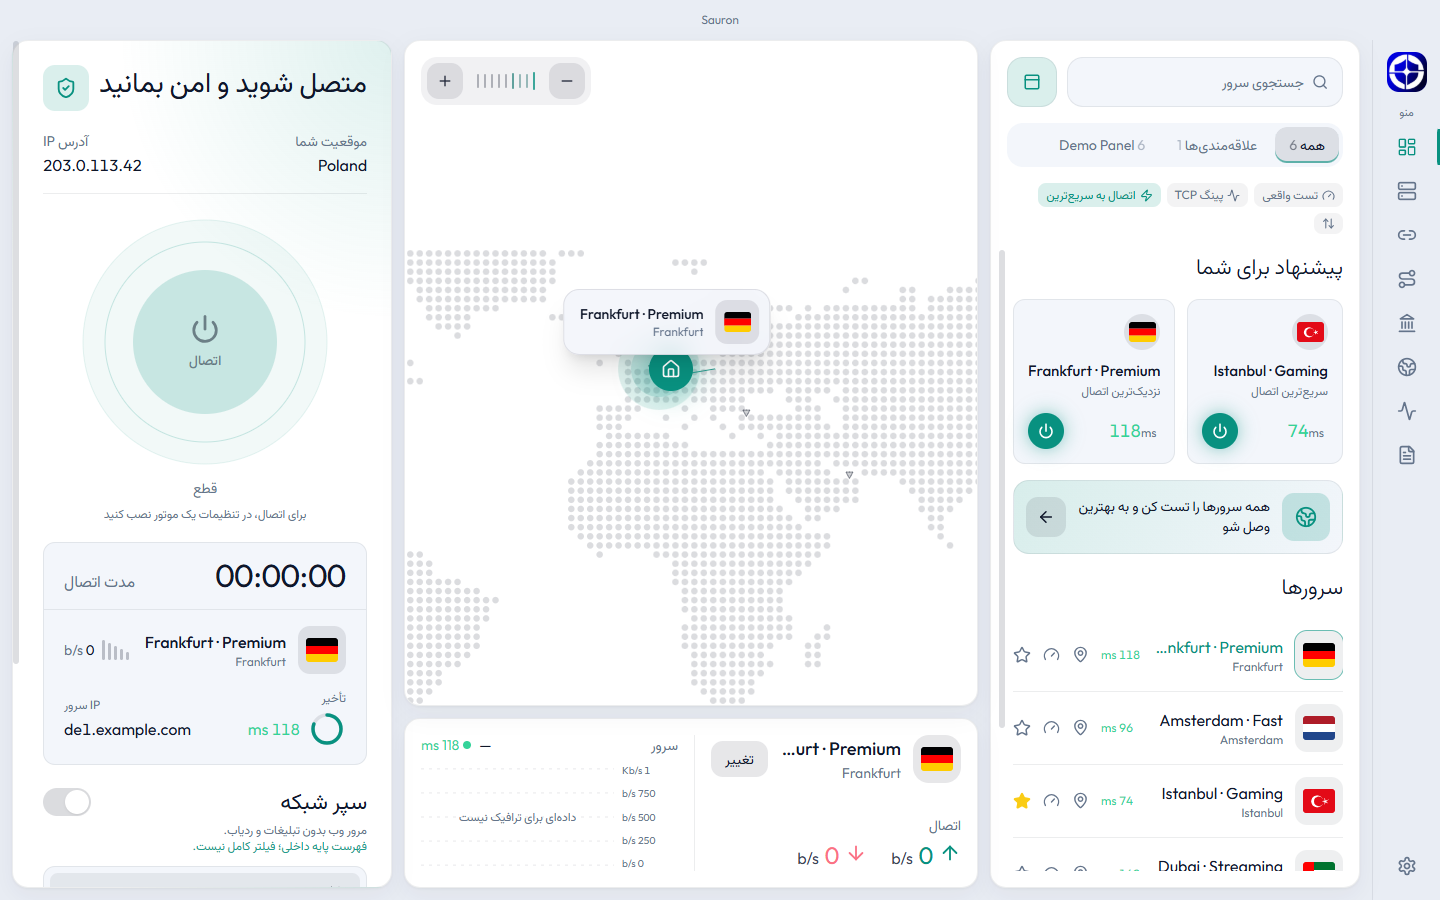 Sauron
منو
جستجوی سرور
همه 6
علاقه‌مندی‌ها 1
Demo Panel 6
تست واقعی
پینگ TCP
اتصال به سریع‌ترین
پیشنهاد برای شما
Istanbul · Gaming
سریع‌ترین اتصال
74ms
Frankfurt · Premium
نزدیک‌ترین اتصال
118ms
همه سرورها را تست کن و به بهترین
وصل شو
سرورها
...nkfurt · Premium
Frankfurt
ms 118
Amsterdam · Fast
Amsterdam
ms 96
Istanbul · Gaming
Istanbul
ms 74
Dubai · Streaming
Frankfurt · Premium
Frankfurt
...urt · Premium
Frankfurt
تغییر
اتصال
b/s 0
b/s 0
سرور
—
ms 118
Kb/s 1
b/s 750
b/s 500
b/s 250
b/s 0
داده‌ای برای ترافیک نیست
متصل شوید و امن بمانید
موقعیت شما
Poland
آدرس IP
203.0.113.42
اتصال
قطع
برای اتصال، در تنظیمات یک موتور نصب کنید
مدت اتصال
00:00:00
Frankfurt · Premium
Frankfurt
b/s 0
تأخیر
ms 118
IP سرور
de1.example.com
سپر شبکه
مرور وب بدون تبلیغات و ردیاب.
فهرست پایه داخلی؛ فیلتر کامل نیست.